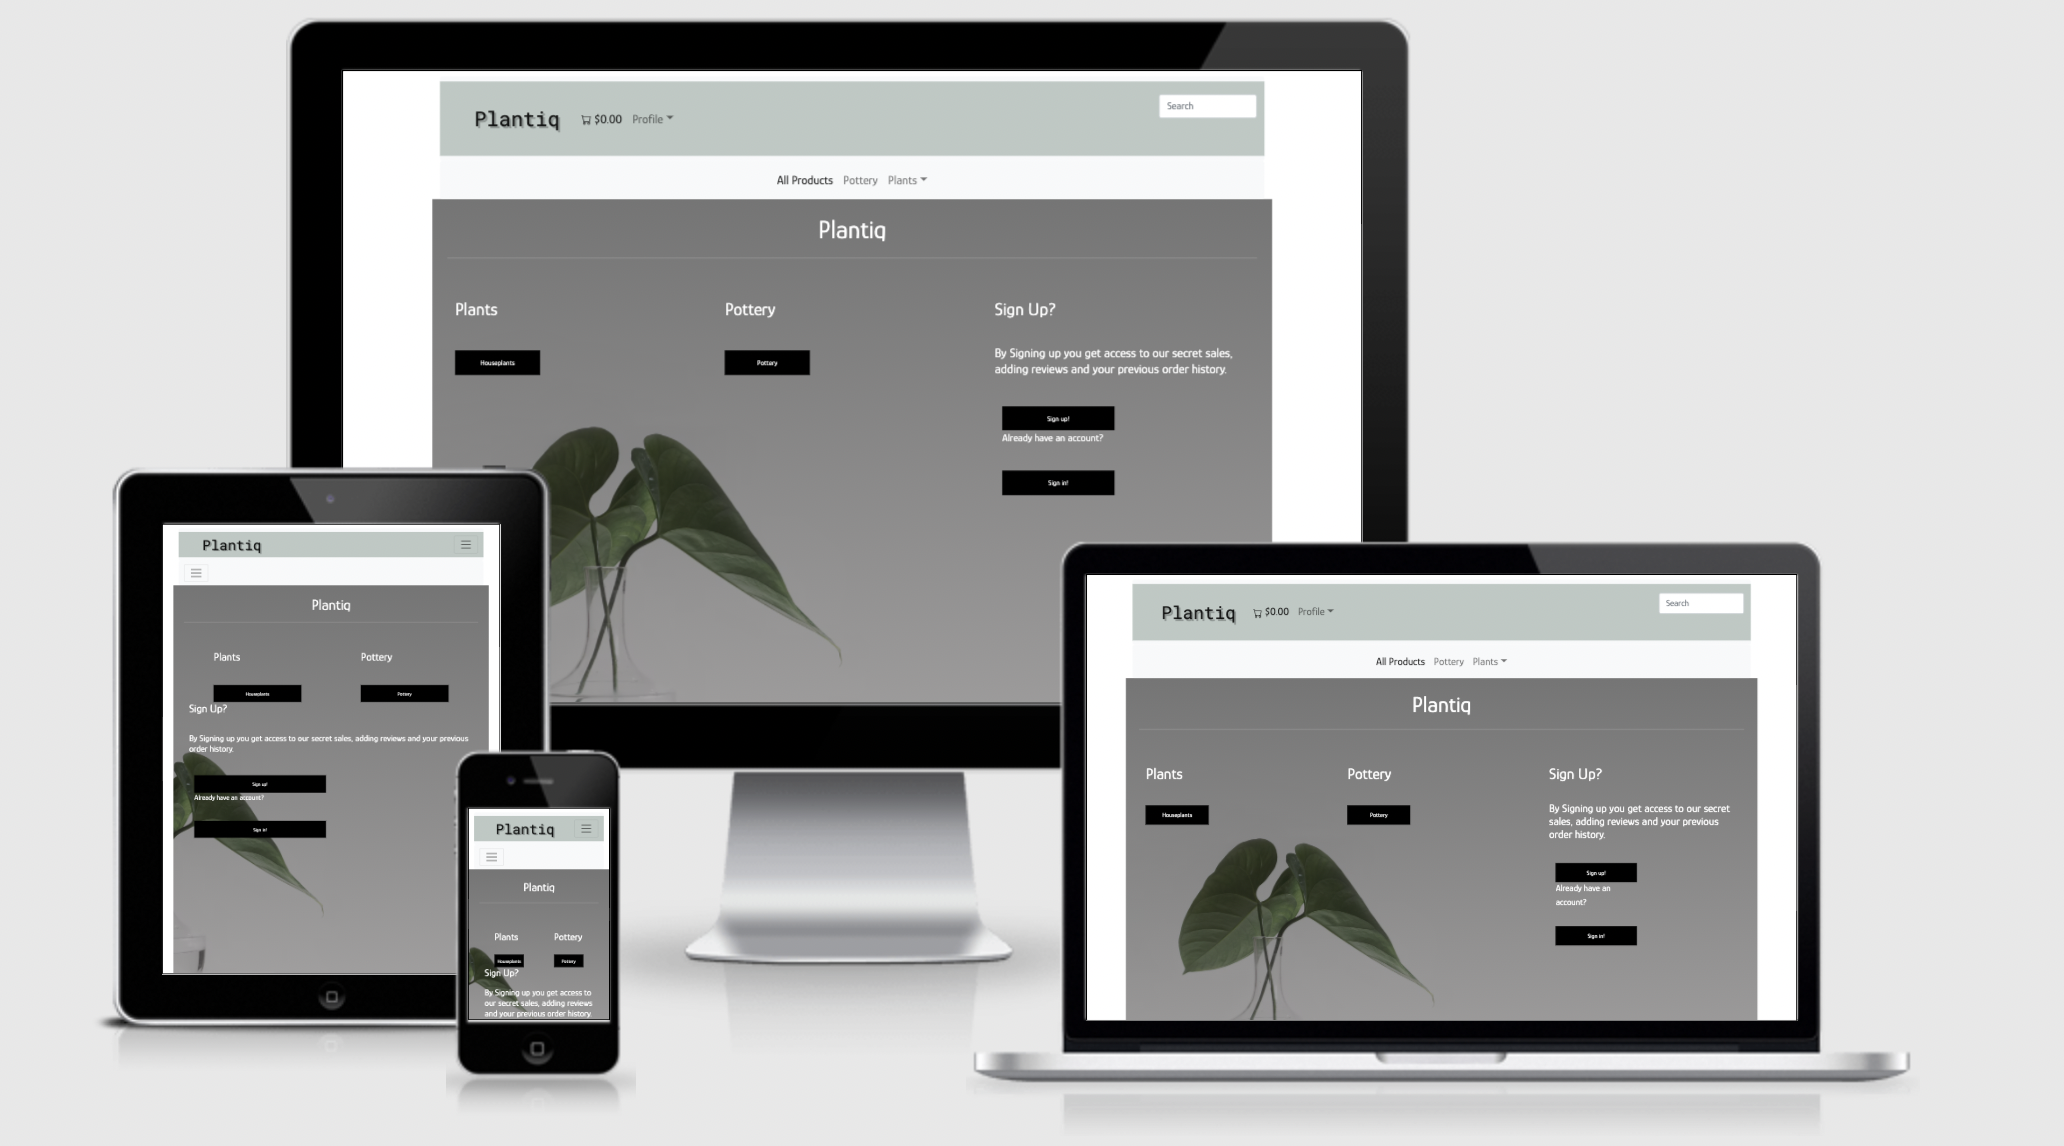 Plantiq
$0.00 Profile
Search
All Products Pottery Plants
Plantiq
Plants
Houseplants
Pottery
Pottery
Sign Up?
By Signing up you get access to our secret sales,
adding reviews and your previous order history.
Sign up!
Already have an account?
Sign in!
Plantiq
Plantiq
Plants
Houseplants
Pottery
Pottery
Sign Up?
By Signing up you get access to our secret sales, adding reviews and your previous
order history.
Sign up!
Already have an account?
Sign in!
Plantiq
Plantiq
Plants
Houseplants
Pottery
Pottery
Sign Up?
By Signing up you get access to
our secret sales, adding reviews
and your previous order history.
Plantiq
$0.00 Profile
Search
All Products Pottery Plants
Plantiq
Plants
Houseplants
Pottery
Pottery
Sign Up?
By Signing up you get access to our secret
sales, adding reviews and your previous
order history.
Sign up!
Already have an
account?
Sign in!